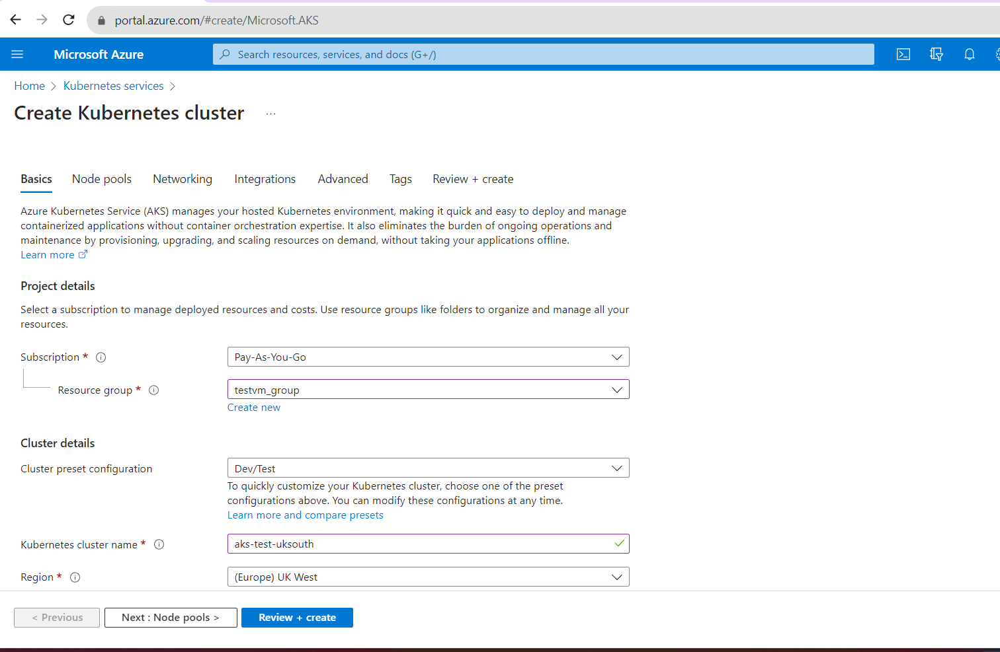 portal.azure.com/#create/Microsoft.AKS
Microsoft Azure
Search resources, services, and docs (G+/)
Home > Kubernetes services >
Create Kubernetes cluster ...
Basics Node pools Networking Integrations Advanced Tags Review + create
Azure Kubernetes Service (AKS) manages your hosted Kubernetes environment, making it quick and easy to deploy and manage
containerized applications without container orchestration expertise. It also eliminates the burden of ongoing operations and
maintenance by provisioning, upgrading, and scaling resources on demand, without taking your applications offline.
Learn more
Project details
Select a subscription to manage deployed resources and costs. Use resource groups like folders to organize and manage all your
resources.
Subscription * Pay-As-You-Go
Resource group * testvm_group
Create new
Cluster details
Cluster preset configuration Dev/Test
To quickly customize your Kubernetes cluster, choose one of the preset
configurations above. You can modify these configurations at any time.
Learn more and compare presets
Kubernetes cluster name * aks-test-uksouth
Region * (Europe) UK West
< Previous Next : Node pools > Review + create